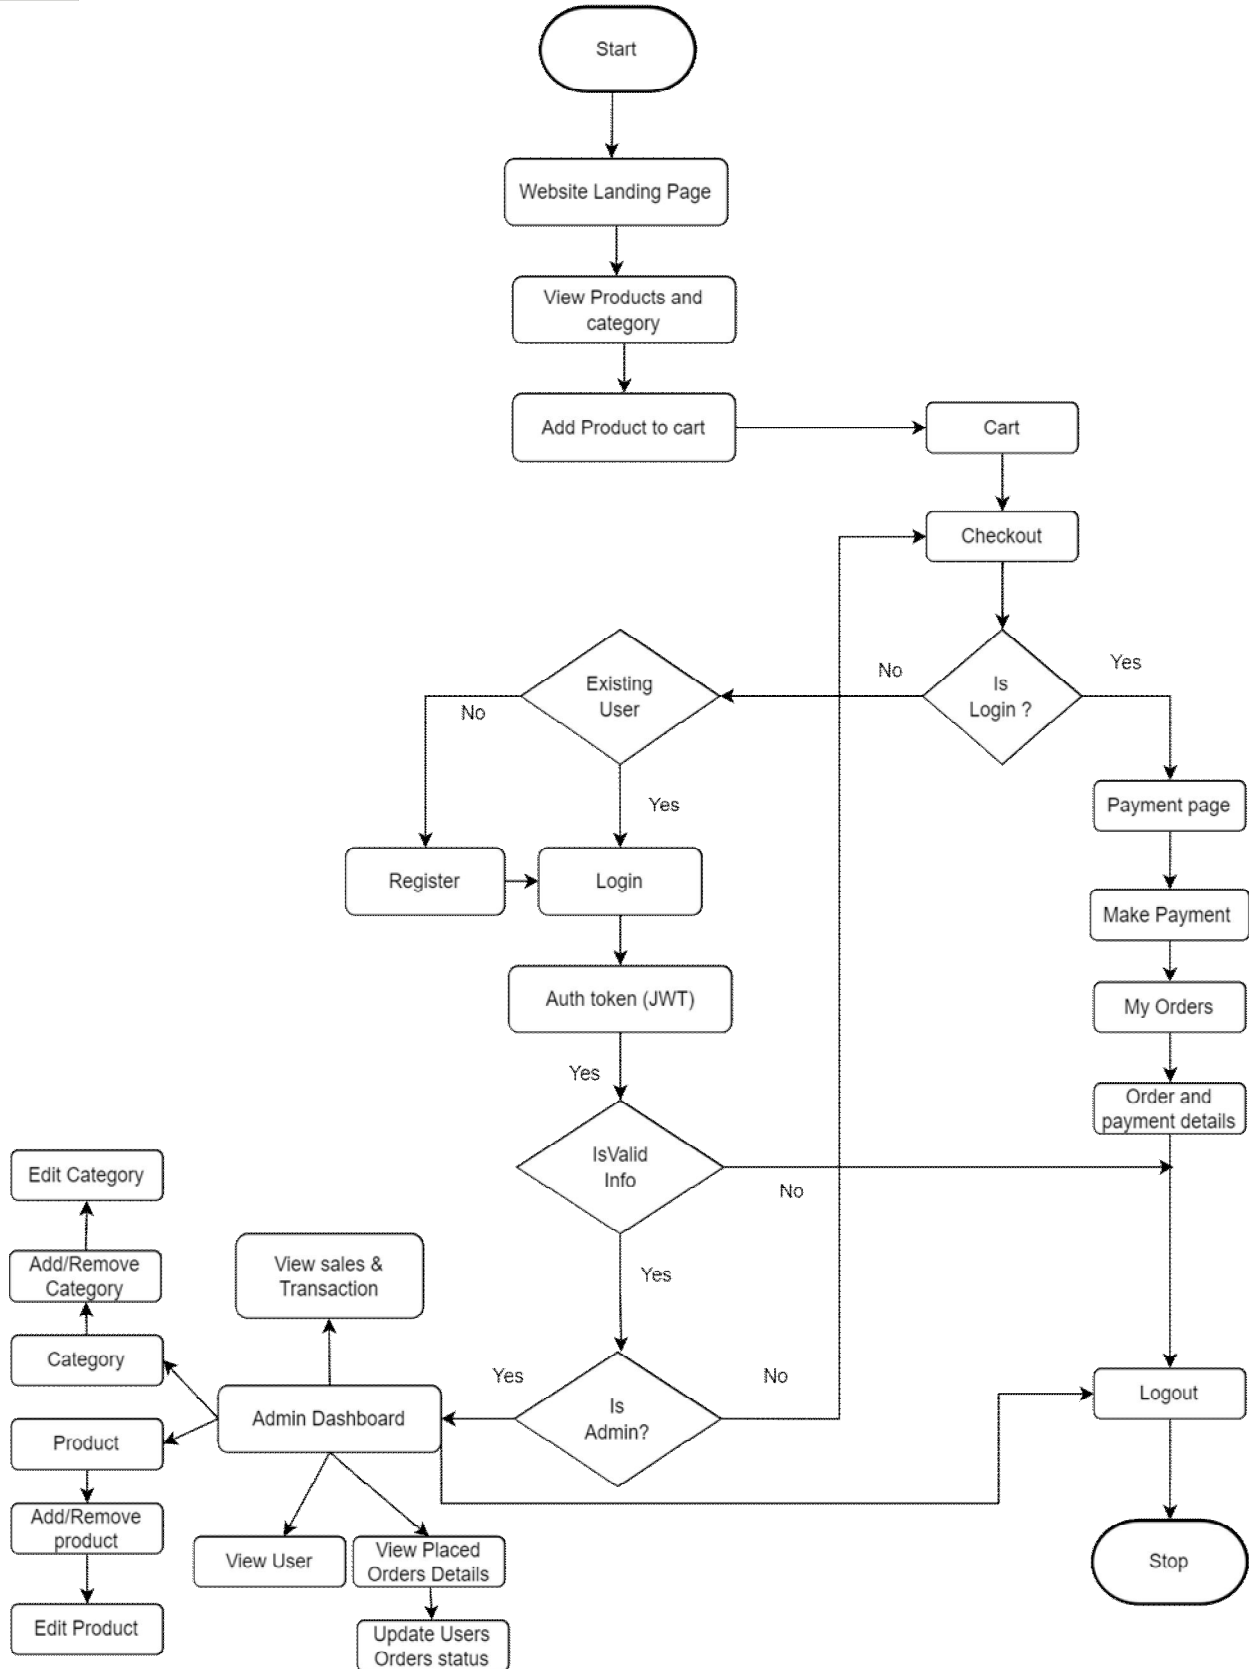 Start
Website Landing Page
View Products and
category
Add Product to cart
Cart
Checkout
Existing
User
No
Is
Login ?
Yes
No
Yes
Payment page
Register
Login
Make Payment
Auth token (JWT)
My Orders
Yes
Order and
payment details
IsValid
Info
No
Edit Category
Add/Remove
Category
View sales &
Transaction
Yes
Category
Yes
No
Admin Dashboard
Is
Admin?
Logout
Product
Add/Remove
product
View User
View Placed
Orders Details
Stop
Edit Product
Update Users
Orders status